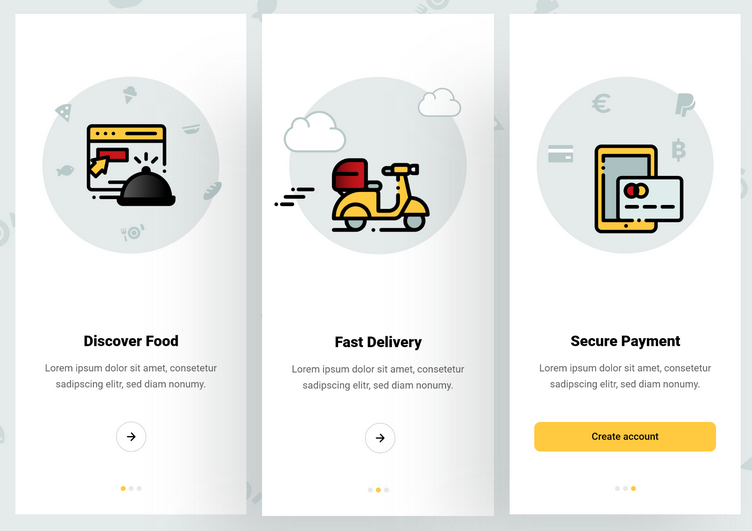 Discover Food
Lorem ipsum dolor sit amet, consetetur
sadipscing elitr, sed diam nonumy.
Fast Delivery
Lorem ipsum dolor sit amet, consetetur
sadipscing elitr, sed diam nonumy.
Secure Payment
Lorem ipsum dolor sit amet, consetetur
sadipscing elitr, sed diam nonumy.
Create account